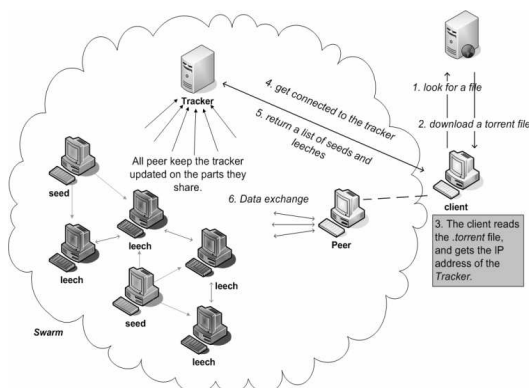 Tracker
4. get connected to the tracker
5. return a list of seeds and
leeches
1. look for a file
2. download a torrent file
All peer keep the tracker
updated on the parts they
share.
seed
6. Data exchange
client
leech
Peer
3. The client reads
the .torrent file,
and gets the IP
address of the
Tracker.
leech
leech
seed
Swarm
leech